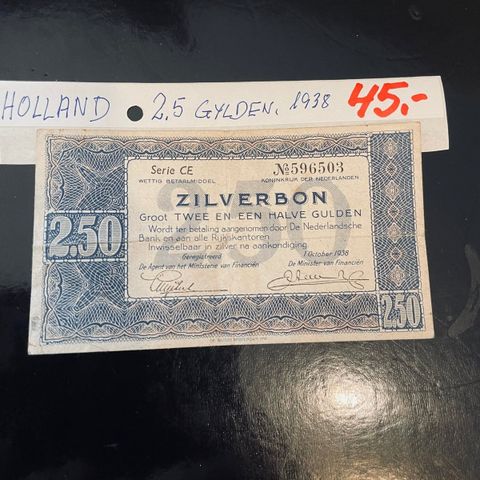 HOLLAND • 2,5 GYLDEN. 1938 45.-
Serie CE № 596503
WETTIG BETAALMIDDEL KONINKRIJK DER NEDERLANDEN
ZILVERBON
Groot TWEE EN EEN HALVE GULDEN
Wordt ter betaling aangenomen door De Nederlandsche
Bank en aan alle Rijkskantoren
Inwisselbaar in zilver na aankondiging
Geregistreerd 1 October 1938
De Agent van het Ministerie van Financiën De Minister van Financiën
2.50
2.50